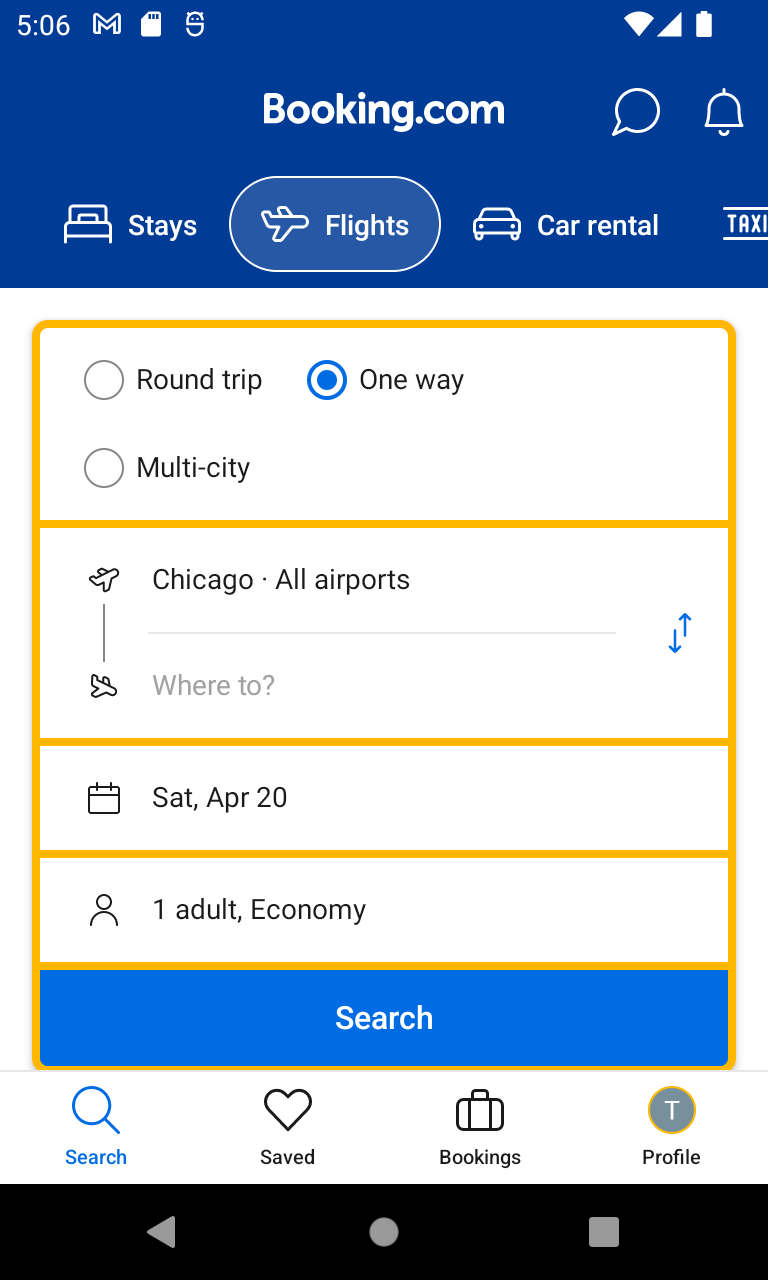 5:06
Booking.com
Stays
Flights
Car rental
TAXI
Round trip
One way
Multi-city
Chicago · All airports
Where to?
Sat, Apr 20
1 adult, Economy
Search
Search
Saved
Bookings
T
Profile